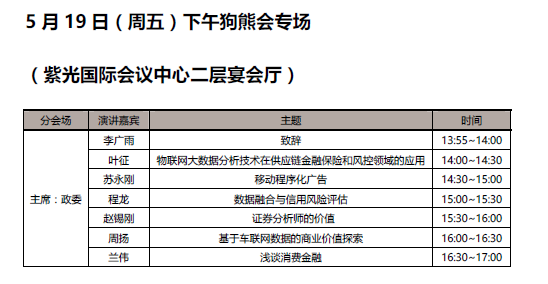 5 月 19 日（周五）下午狗熊会专场
（紫光国际会议中心二层宴会厅）
分会场 演讲嘉宾 主题 时间
李广雨 致辞 13:55~14:00
叶征 物联网大数据分析技术在供应链金融保险和风控领域的应用 14:00~14:30
苏永刚 移动程序化广告 14:30~15:00
主席：政委 程龙 数据融合与信用风险评估 15:00~15:30
赵锡刚 证券分析师的价值 15:30~16:00
周扬 基于车联网数据的商业价值探索 16:00~16:30
兰伟 浅谈消费金融 16:30~17:00